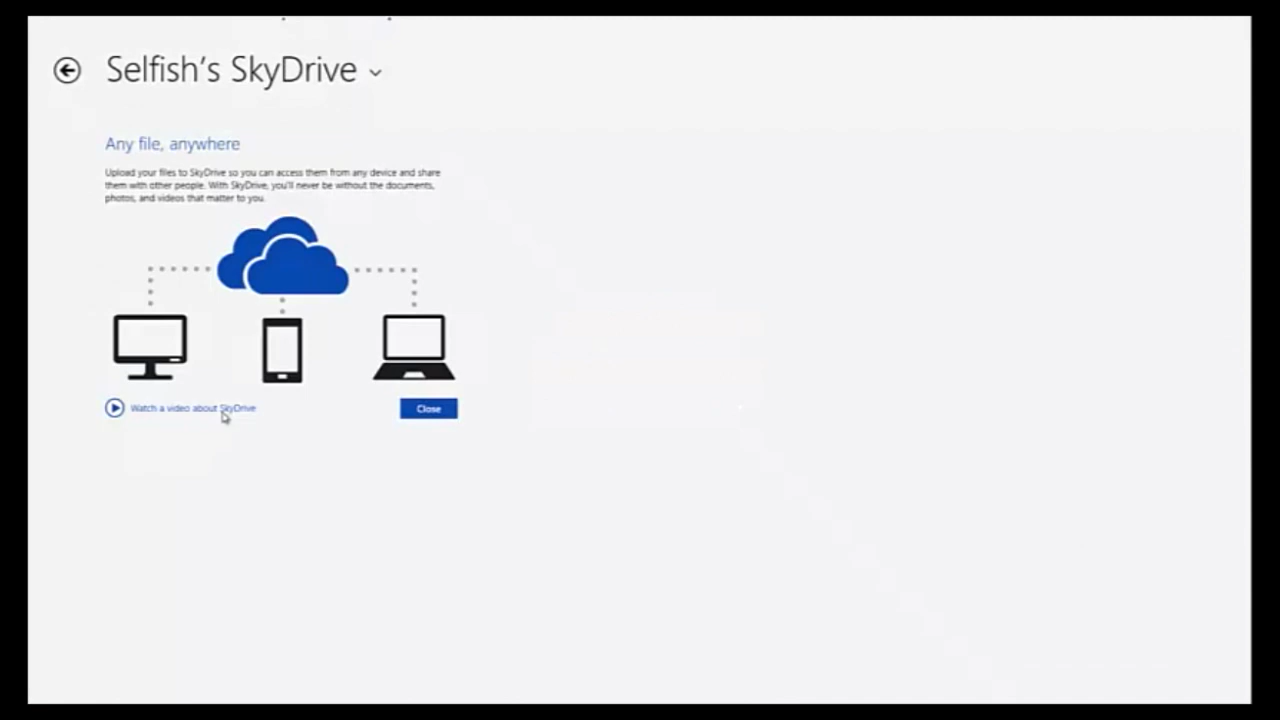 Selfish's SkyDrive
Any file, anywhere
Upload your files to SkyDrive so you can access them from any device and share
them with other people. With SkyDrive, you'll never be without the documents,
photos, and videos that matter to you.
Watch a video about SkyDrive
Close